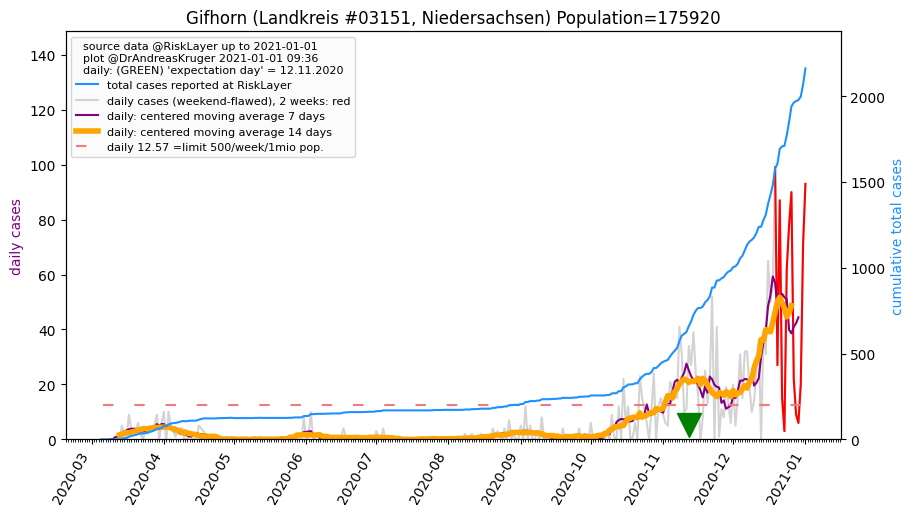 Gifhorn (Landkreis #03151, Niedersachsen) Population=175920
source data @RiskLayer up to 2021-01-01
plot @DrAndreasKruger 2021-01-01 09:36
daily: (GREEN) 'expectation day' = 12.11.2020
total cases reported at RiskLayer
daily cases (weekend-flawed), 2 weeks: red
daily: centered moving average 7 days
daily: centered moving average 14 days
daily 12.57 =limit 500/week/1mio pop.
daily cases
140
120
100
80
60
40
20
0
cumulative total cases
2000
1500
1000
500
0
2020-03
2020-04
2020-05
2020-06
2020-07
2020-08
2020-09
2020-10
2020-11
2020-12
2021-01